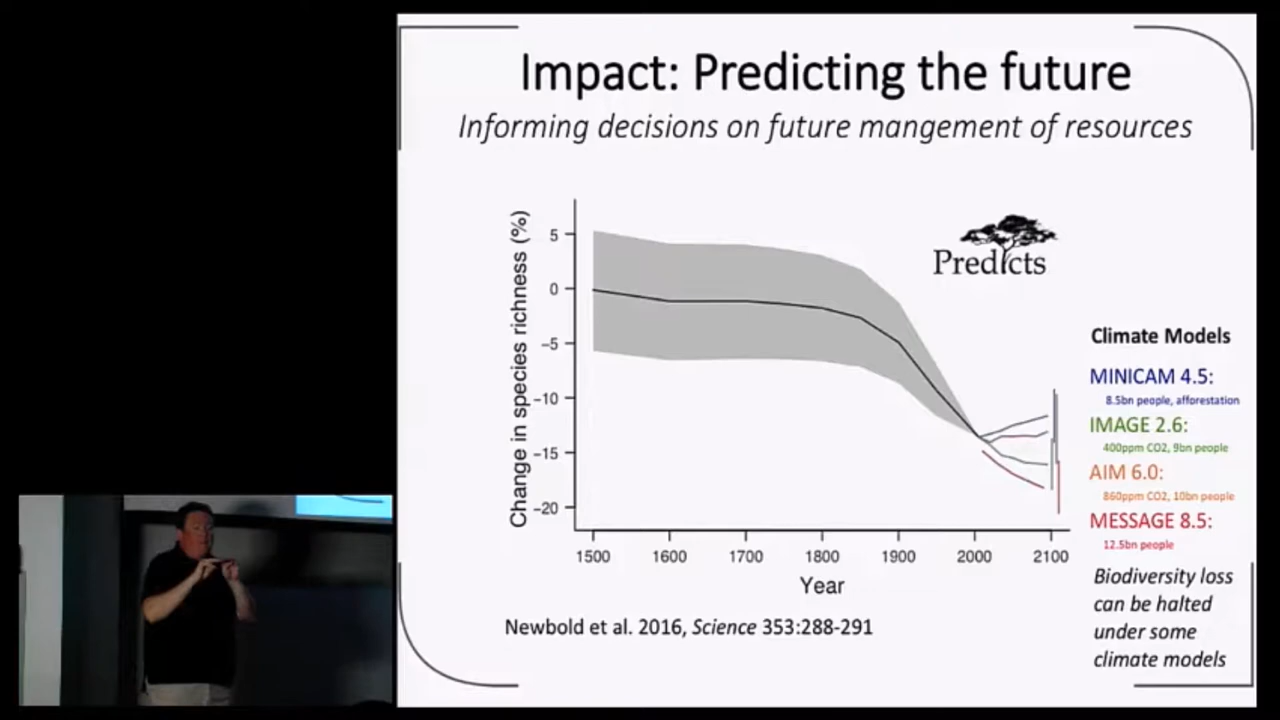 Impact: Predicting the future
Informing decisions on future mangement of resources
Change in species richness (%)
5
0
−5
−10
−15
−20
1500 1600 1700 1800 1900 2000 2100
Year
Predicts
Climate Models
MINICAM 4.5:
8.5bn people, afforestation
IMAGE 2.6:
400ppm CO2, 9bn people
AIM 6.0:
860ppm CO2, 10bn people
MESSAGE 8.5:
12.5bn people
Biodiversity loss
can be halted
under some
climate models
Newbold et al. 2016, Science 353:288-291